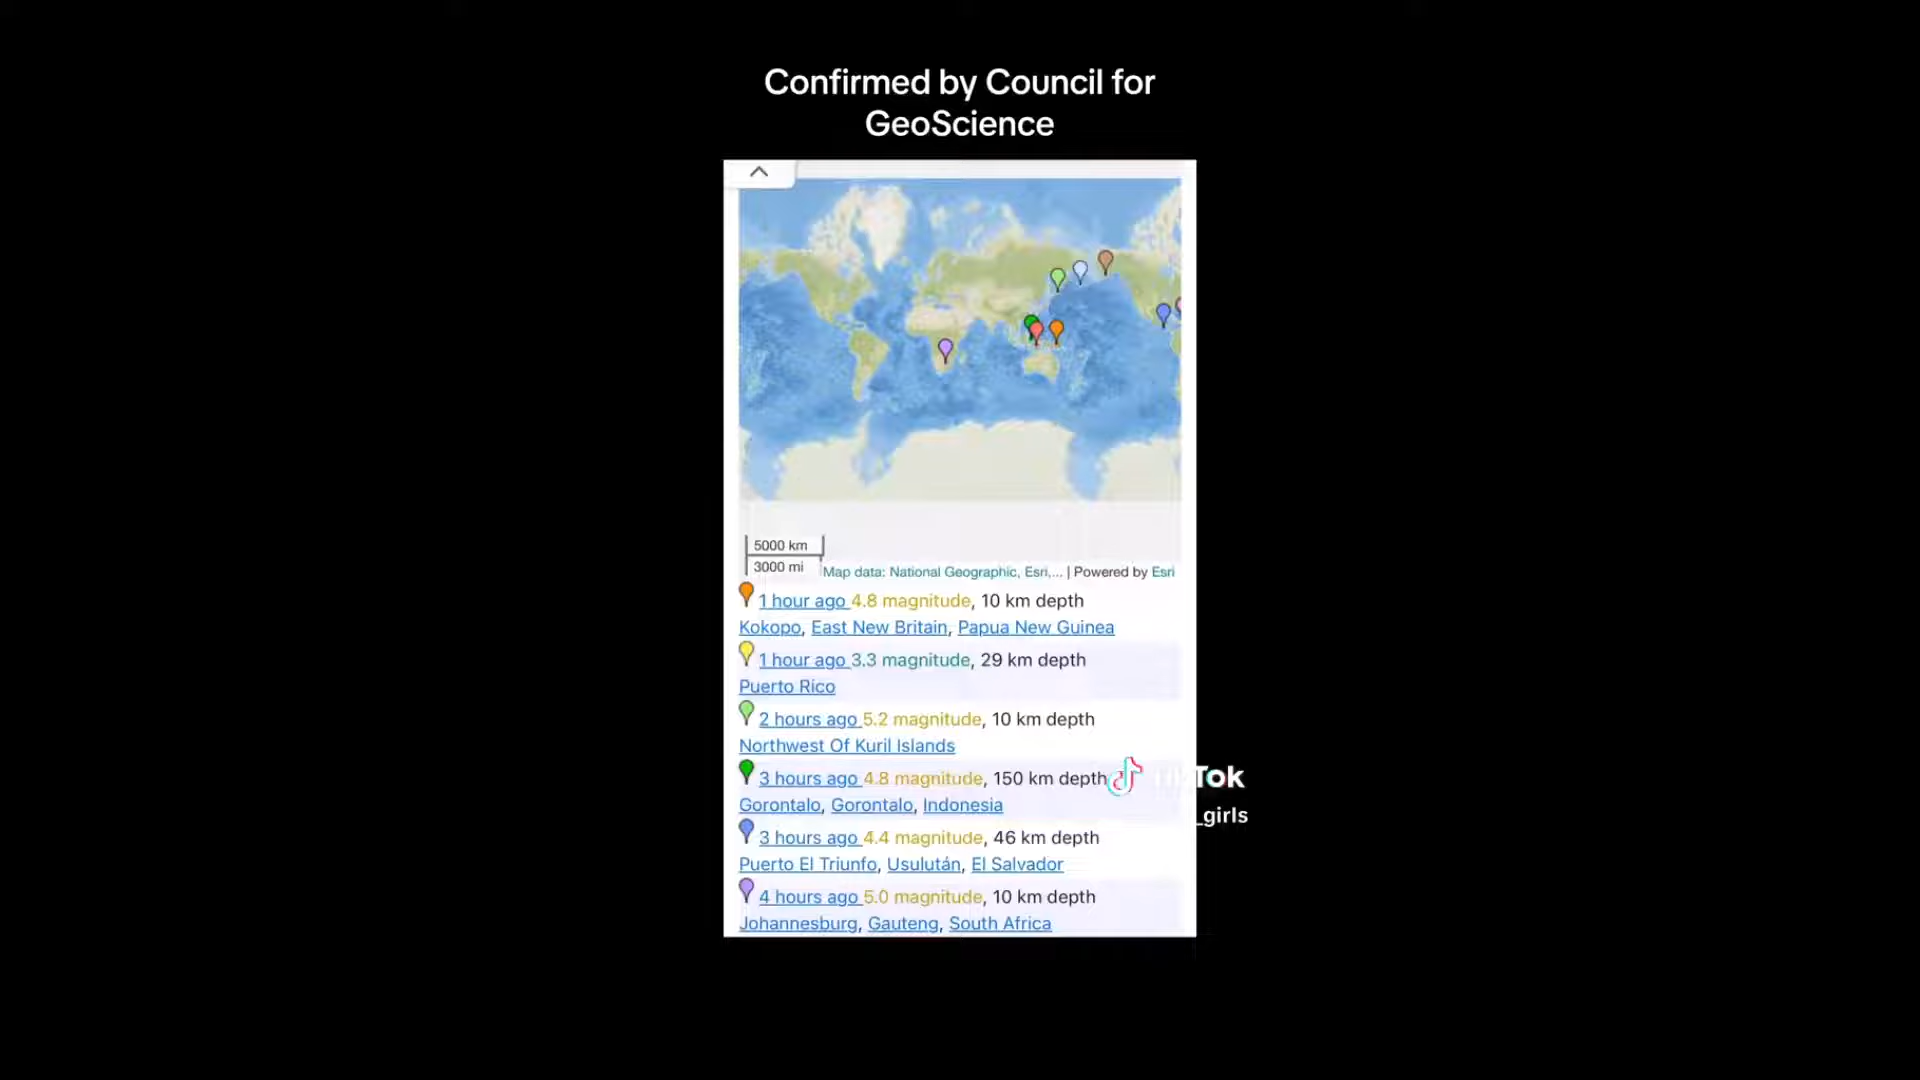 Confirmed by Council for
GeoScience
5000 km
3000 mi
Map data: National Geographic, Esri,... | Powered by Esri
1 hour ago 4.8 magnitude, 10 km depth
Kokopo, East New Britain, Papua New Guinea
1 hour ago 3.3 magnitude, 29 km depth
Puerto Rico
2 hours ago 5.2 magnitude, 10 km depth
Northwest Of Kuril Islands
3 hours ago 4.8 magnitude, 150 km depth
Gorontalo, Gorontalo, Indonesia
3 hours ago 4.4 magnitude, 46 km depth
Puerto El Triunfo, Usulután, El Salvador
4 hours ago 5.0 magnitude, 10 km depth
Johannesburg, Gauteng, South Africa
TikTok
_girls